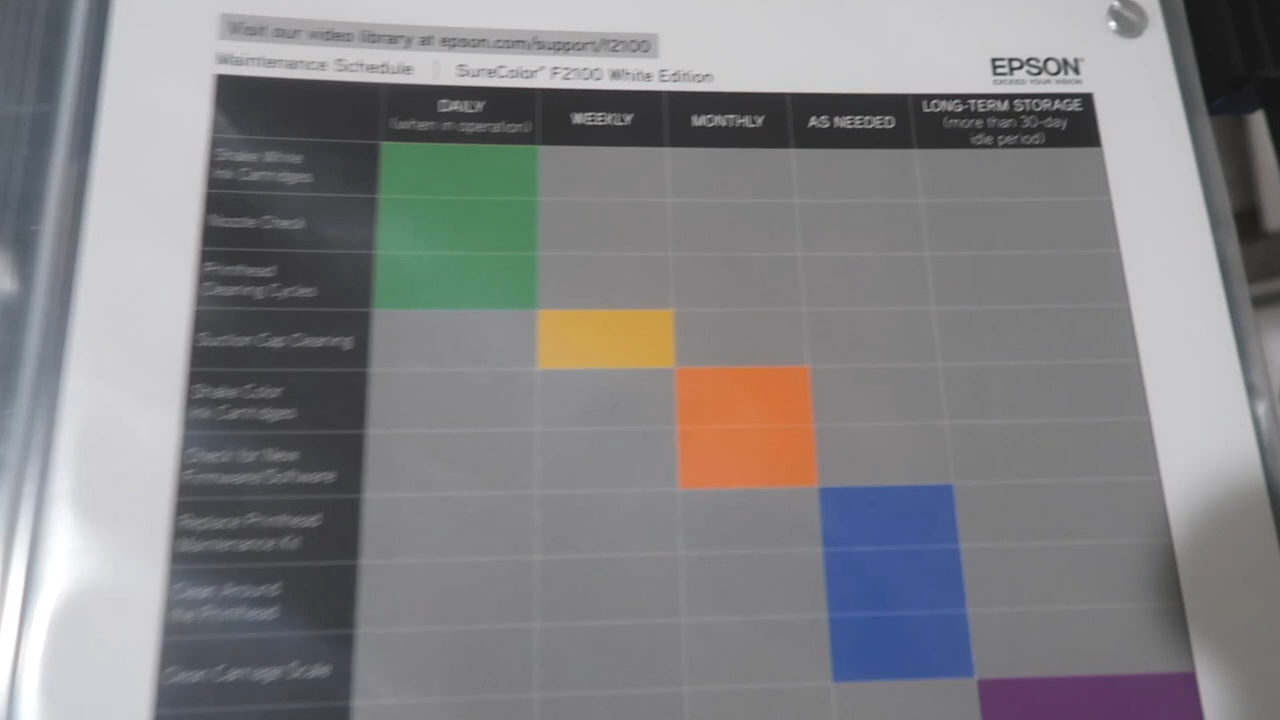 Visit our video library at epson.com/support/f2100
Maintenance Schedule | SureColor® F2100 White Edition
EPSON®
EXCEED YOUR VISION
DAILY
(when in operation)
WEEKLY
MONTHLY
AS NEEDED
LONG-TERM STORAGE
(more than 30-day
idle period)
Shake White
Ink Cartridges
Nozzle Check
Printhead
Cleaning Cycles
Suction Cap Cleaning
Shake Color
Ink Cartridges
Check for New
Firmware/Software
Replace Printhead
Maintenance Kit
Clean Around
the Printhead
Clean Carriage Scale